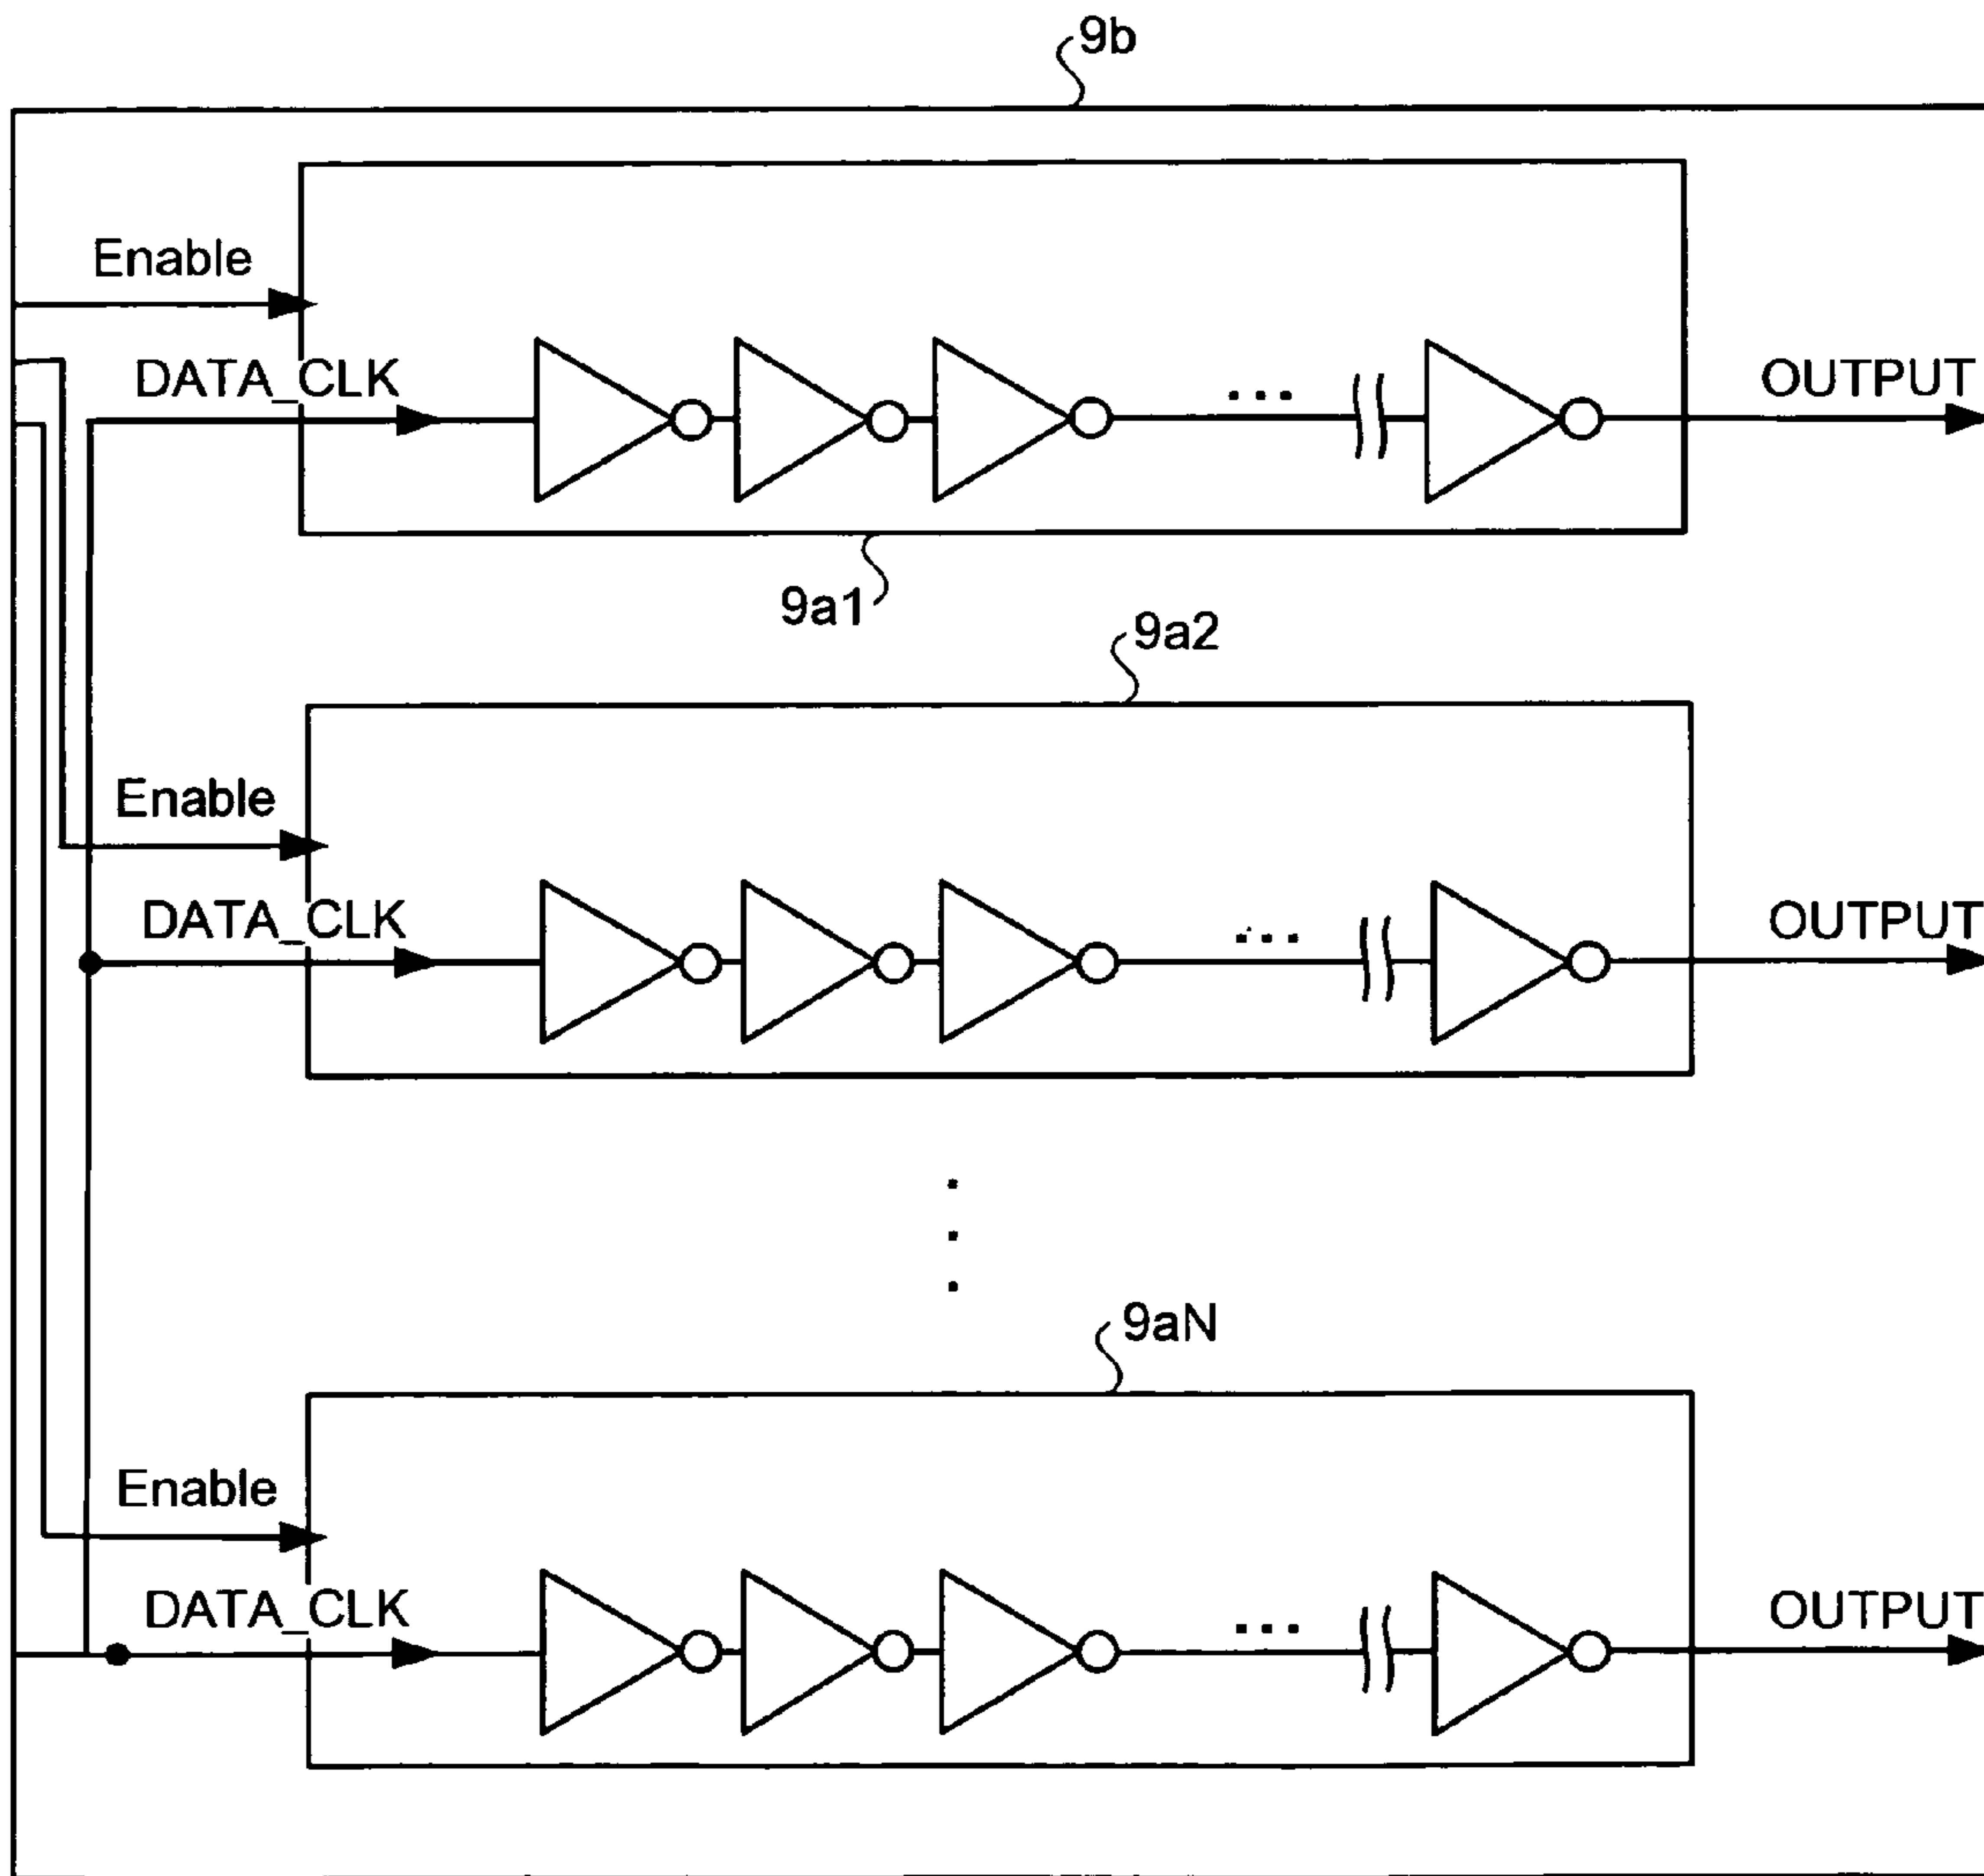 9b
Enable
DATA_CLK
...
OUTPUT
9a1
9a2
Enable
DATA_CLK
...
OUTPUT
9aN
Enable
DATA_CLK
...
OUTPUT